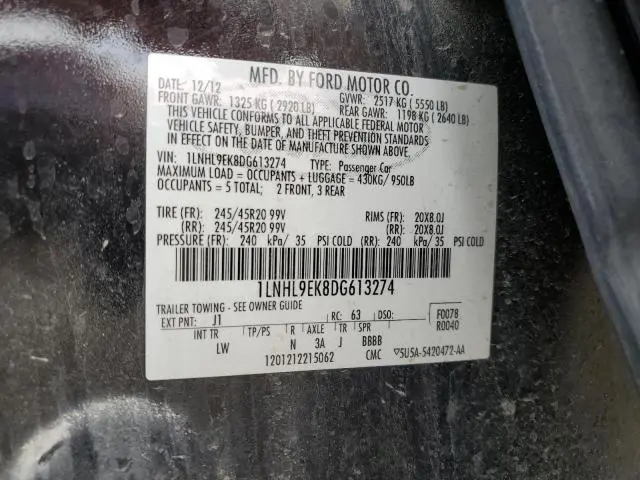 MFD. BY FORD MOTOR CO.
DATE: 12/12 GVWR: 2517 KG ( 5550 LB)
FRONT GAWR: 1325 KG ( 2920 LB) REAR GAWR: 1198 KG ( 2640 LB)
THIS VEHICLE CONFORMS TO ALL APPLICABLE FEDERAL MOTOR
VEHICLE SAFETY, BUMPER, AND THEFT PREVENTION STANDARDS
IN EFFECT ON THE DATE OF MANUFACTURE SHOWN ABOVE.
VIN: 1LNHL9EK8DG613274 TYPE: Passenger Car
MAXIMUM LOAD = OCCUPANTS + LUGGAGE = 430KG/ 950LB
OCCUPANTS = 5 TOTAL; 2 FRONT, 3 REAR
TIRE (FR): 245/45R20 99V RIMS (FR): 20X8.0J
(RR): 245/45R20 99V (RR): 20X8.0J
PRESSURE (FR): 240 kPa/ 35 PSI COLD (RR): 240 kPa/ 35 PSI COLD
1LNHL9EK8DG613274
TRAILER TOWING - SEE OWNER GUIDE F0078
EXT PNT: J1 RC: 63 DSO: R0040
INT TR TP/PS R AXLE TR SPR
LW N 3A J BBBB
1201212215062 CMC ▽5U5A-5420472-AA